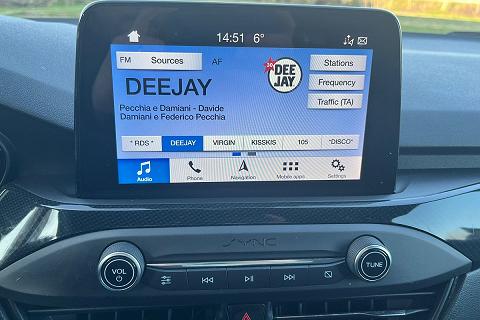 14:51 6°
FM Sources AF
30
DEE
JAY
Stations
DEEJAY
Frequency
Pecchia e Damiani - Davide
Damiani e Federico Pecchia
Traffic (TA)
* RDS * DEEJAY VIRGIN KISSKIS 105 *DISCO*
Audio Phone Navigation Mobile apps Settings
SYNC
VOL
TUNE